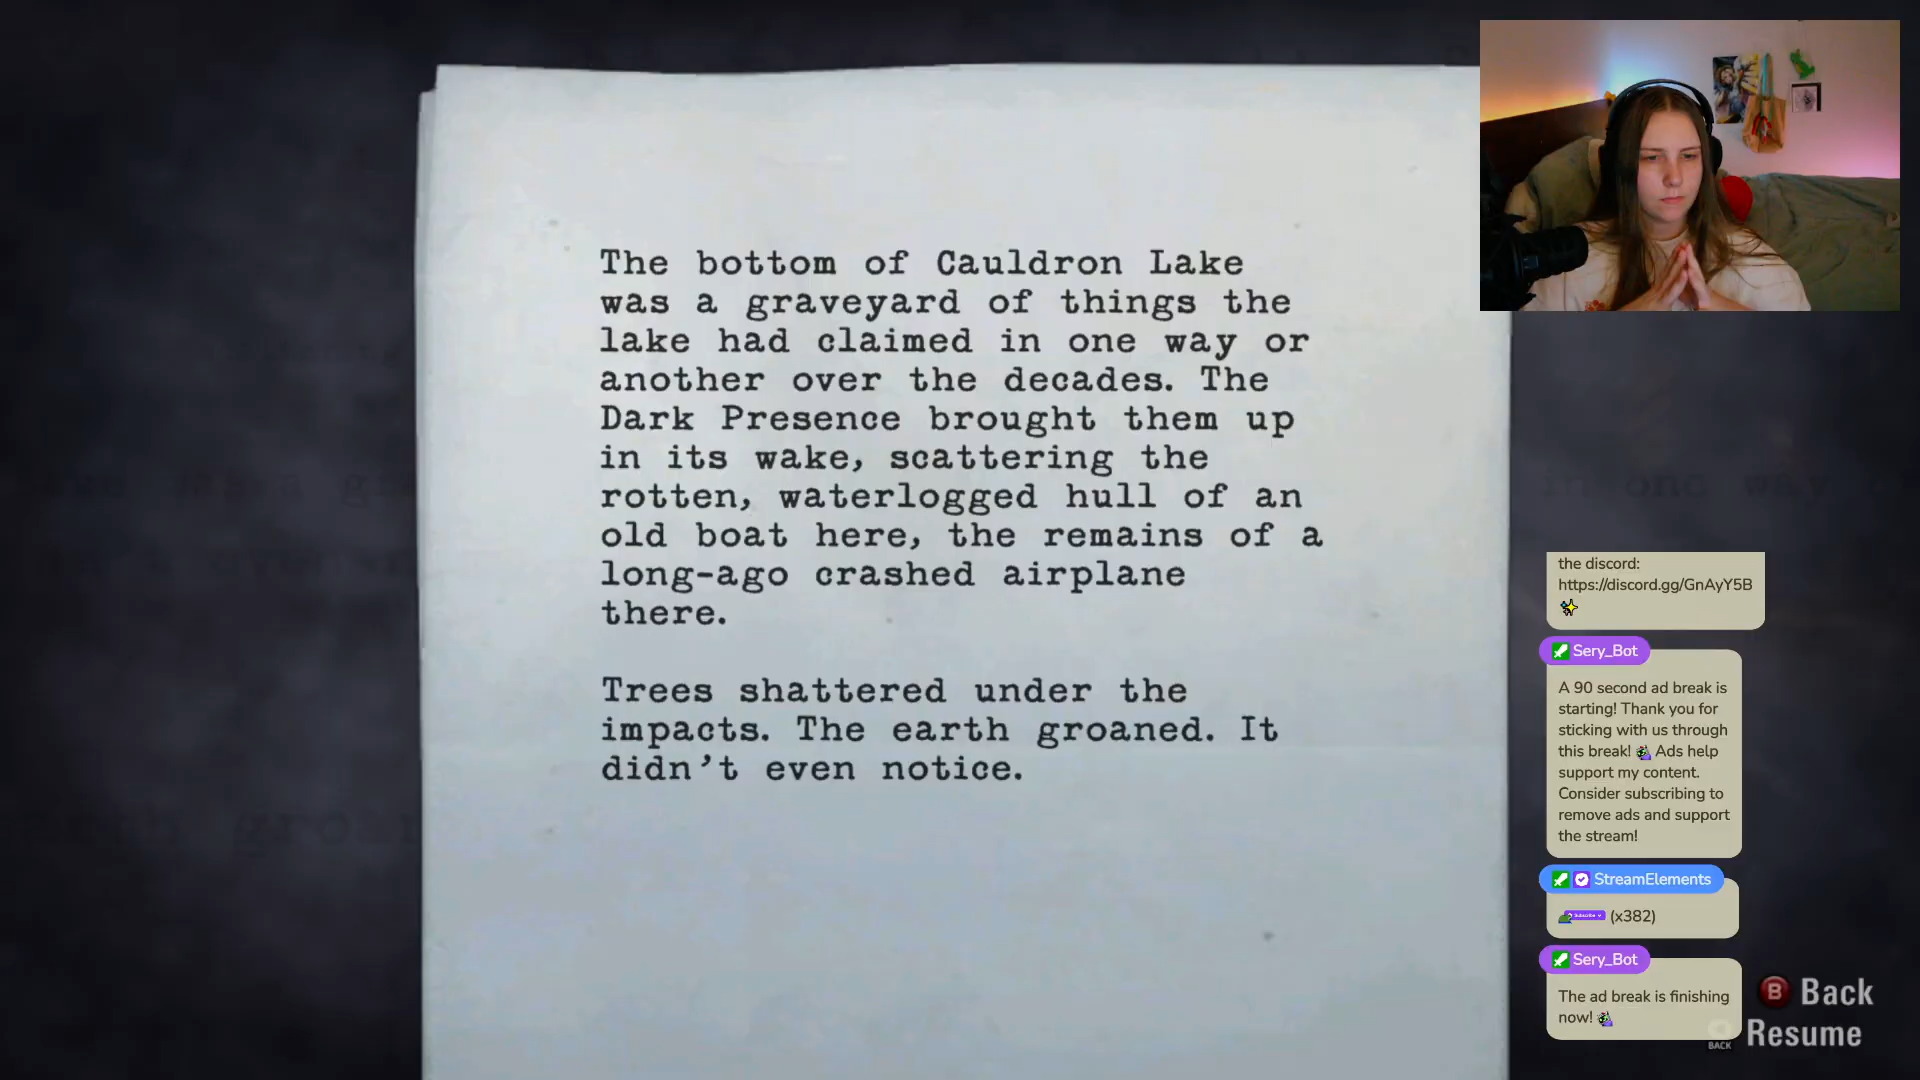 The bottom of Cauldron Lake
was a graveyard of things the
lake had claimed in one way or
another over the decades. The
Dark Presence brought them up
in its wake, scattering the
rotten, waterlogged hull of an
old boat here, the remains of a
long-ago crashed airplane
there.
Trees shattered under the
impacts. The earth groaned. It
didn't even notice.
the discord:
https://discord.gg/GnAyY5B
Sery_Bot
A 90 second ad break is
starting! Thank you for
sticking with us through
this break! Ads help
support my content.
Consider subscribing to
remove ads and support
the stream!
StreamElements
Subscribe (x382)
Sery_Bot
The ad break is finishing
now!
B Back
BACK Resume